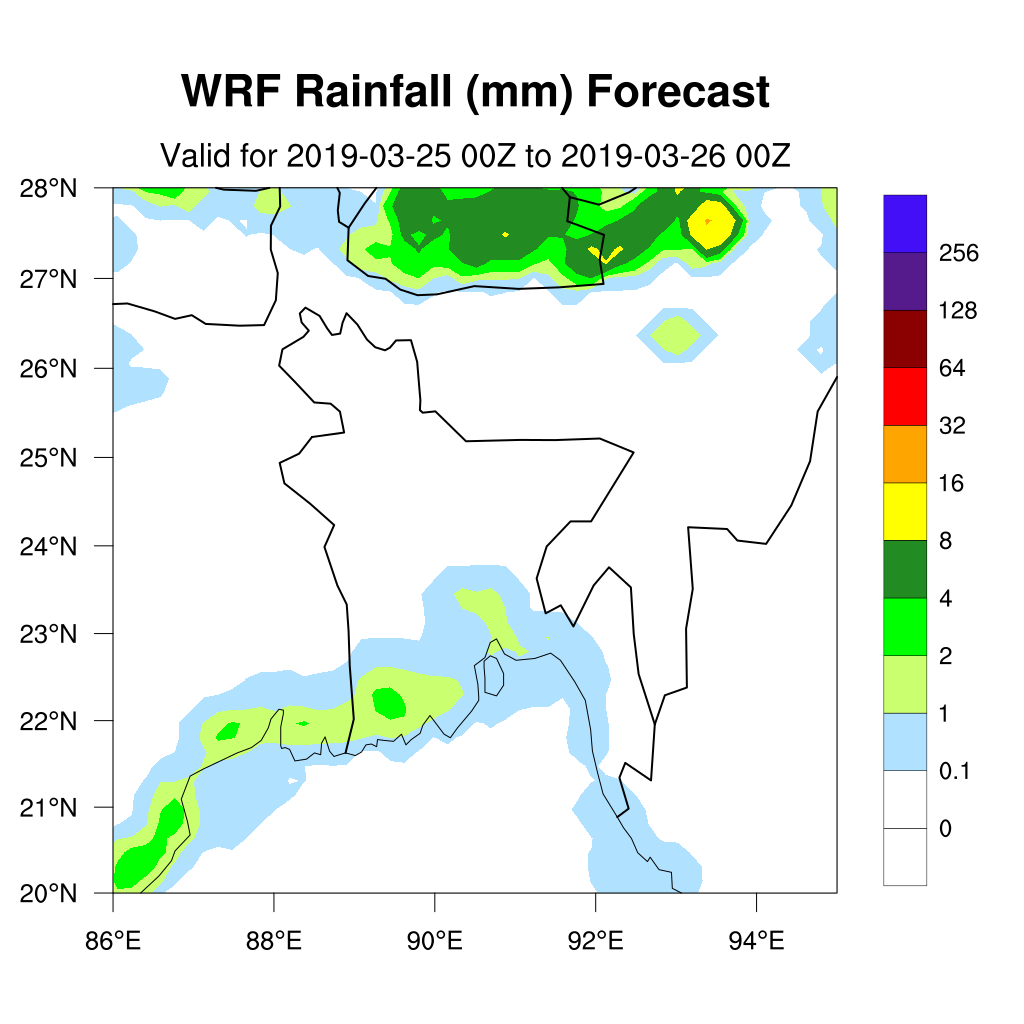 WRF Rainfall (mm) Forecast
Valid for 2019-03-25 00Z to 2019-03-26 00Z
28°N
27°N
26°N
25°N
24°N
23°N
22°N
21°N
20°N
86°E 88°E 90°E 92°E 94°E
256
128
64
32
16
8
4
2
1
0.1
0